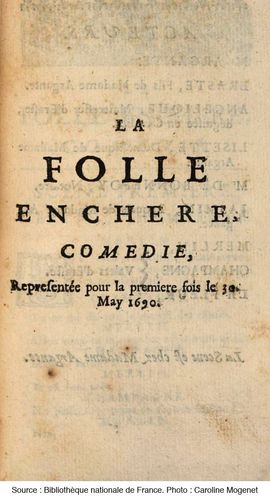 LA
FOLLE
ENCHERE,
COMEDIE,
Representée pour la premiere fois le 30.
May 1690.
Source : Bibliothèque nationale de France. Photo : Caroline Mogenet